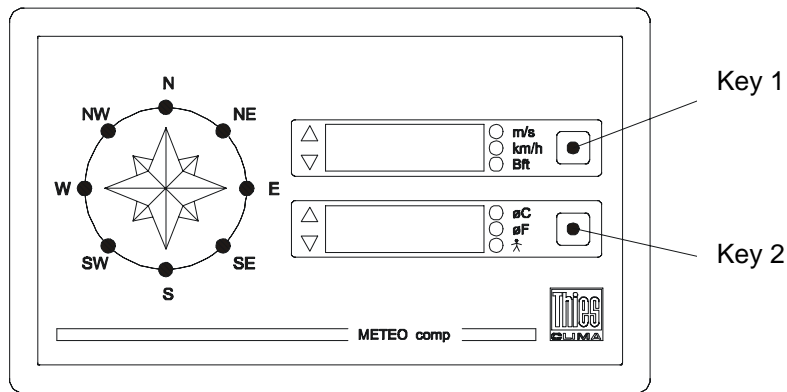 N
NW
NE
W
E
SW
SE
S
m/s
km/h
Bft
øC
øF
Key 1
Key 2
METEO comp
Thies
CLIMA